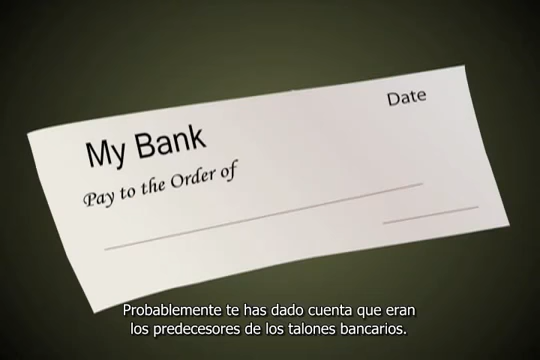 Date
My Bank
Pay to the Order of
Probablemente te has dado cuenta que eran
los predecesores de los talones bancarios.